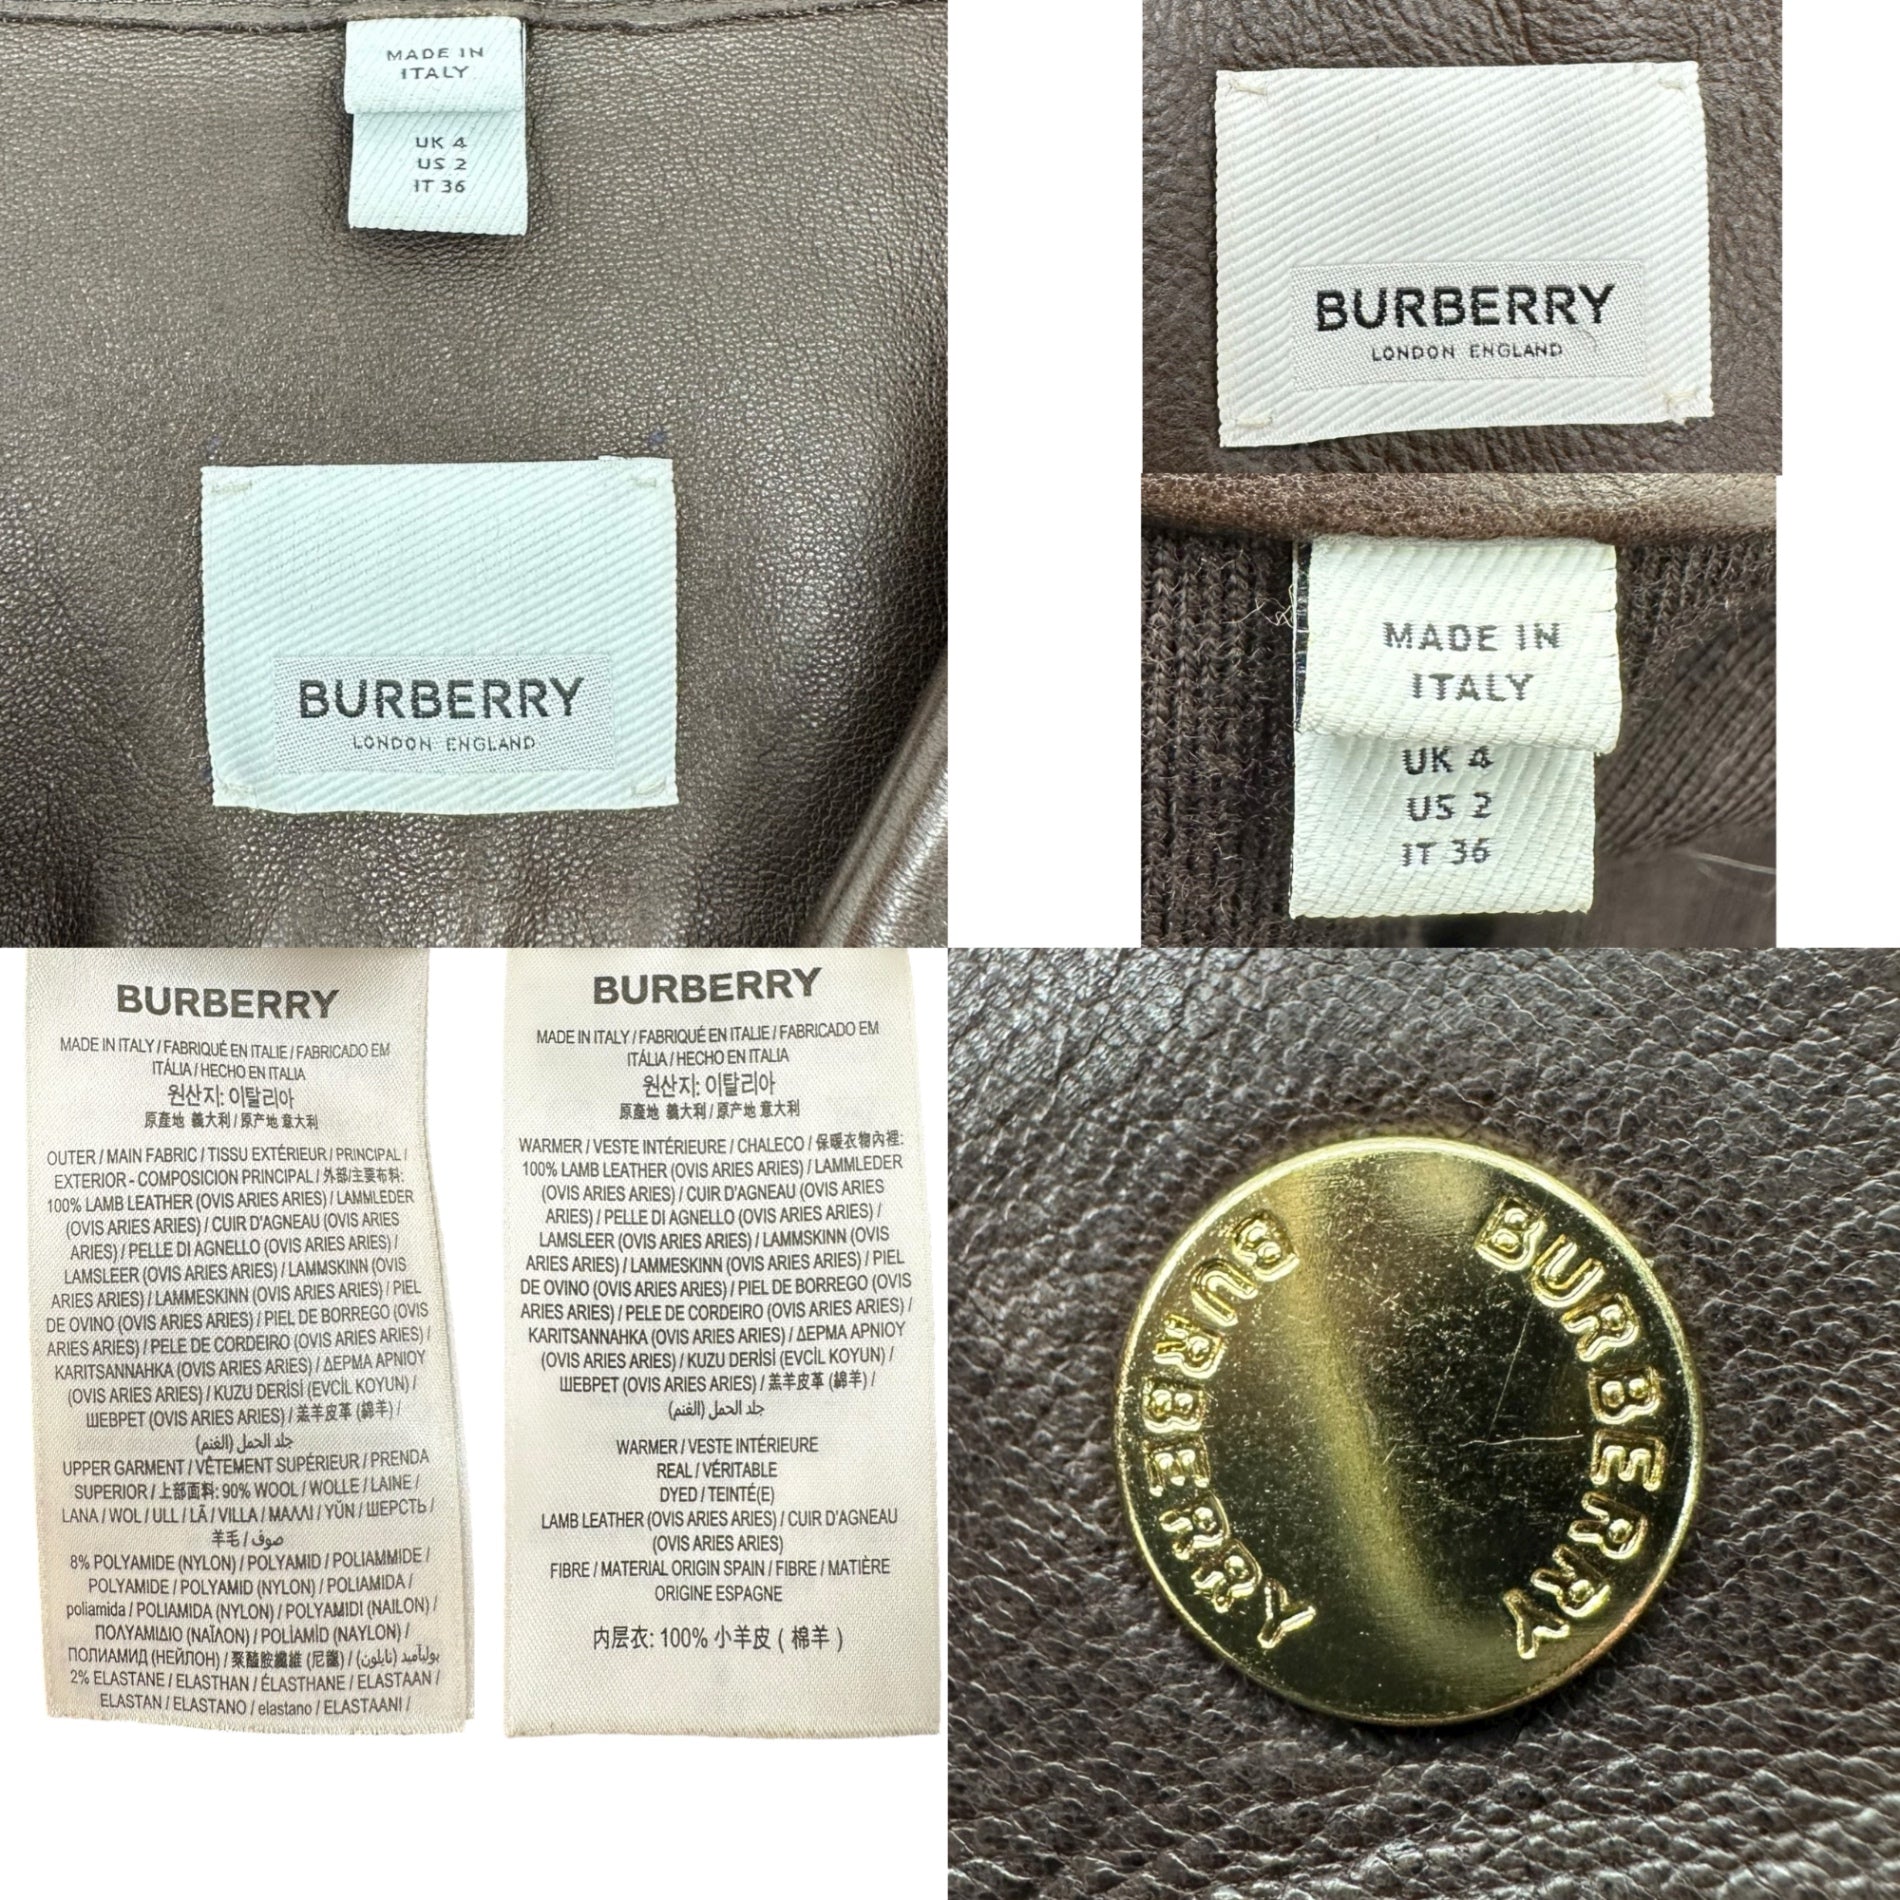 MADE IN
ITALY
UK 4
US 2
IT 36
BURBERRY
LONDON ENGLAND
BURBERRY
LONDON ENGLAND
MADE IN
ITALY
UK 4
US 2
IT 36
BURBERRY
MADE IN ITALY / FABRIQUÉ EN ITALIE / FABRICADO EM
ITÁLIA / HECHO EN ITALIA
원산지: 이탈리아
原產地 義大利 / 原产地 意大利
OUTER / MAIN FABRIC / TISSU EXTÉRIEUR / PRINCIPAL /
EXTERIOR - COMPOSICION PRINCIPAL / 外部/主要布料:
100% LAMB LEATHER (OVIS ARIES ARIES) / LAMMLEDER
(OVIS ARIES ARIES) / CUIR D'AGNEAU (OVIS ARIES
ARIES) / PELLE DI AGNELLO (OVIS ARIES ARIES) /
LAMSLEER (OVIS ARIES ARIES) / LAMMSKINN (OVIS
ARIES ARIES) / LAMMESKINN (OVIS ARIES ARIES) / PIEL
DE OVINO (OVIS ARIES ARIES) / PIEL DE BORREGO (OVIS
ARIES ARIES) / PELE DE CORDEIRO (OVIS ARIES ARIES) /
KARITSANNAHKA (OVIS ARIES ARIES) / ΔΕΡΜΑ ΑΡΝΙΟΥ
(OVIS ARIES ARIES) / KUZU DERİSİ (EVCİL KOYUN) /
ШЕВРЕТ (OVIS ARIES ARIES) / 羔羊皮革 (綿羊) /
جلد الحمل (الغنم)
UPPER GARMENT / VÊTEMENT SUPÉRIEUR / PRENDA
SUPERIOR / 上部面料: 90% WOOL / WOLLE / LAINE /
LANA / WOL / ULL / LÃ / VILLA / ΜΑΛΛΙ / YÜN / ШЕРСТЬ /
羊毛 / صوف
8% POLYAMIDE (NYLON) / POLYAMID / POLIAMMIDE /
POLYAMIDE / POLYAMID (NYLON) / POLIAMIDA /
poliamida / POLIAMIDA (NYLON) / POLYAMIDI (NAILON) /
ΠΟΛΥΑΜΙΔΙΟ (ΝΑΪΛΟΝ) / POLİAMİD (NAYLON) /
ПОЛИАМИД (НЕЙЛОН) / 聚醯胺纖維 (尼龍) / بوليأميد (نايلون)
2% ELASTANE / ELASTHAN / ÉLASTHANE / ELASTAAN /
ELASTAN / ELASTANO / elastano / ELASTAANI /
BURBERRY
MADE IN ITALY / FABRIQUÉ EN ITALIE / FABRICADO EM
ITÁLIA / HECHO EN ITALIA
원산지: 이탈리아
原產地 義大利 / 原产地 意大利
WARMER / VESTE INTÉRIEURE / CHALECO / 保暖衣物內裡:
100% LAMB LEATHER (OVIS ARIES ARIES) / LAMMLEDER
(OVIS ARIES ARIES) / CUIR D'AGNEAU (OVIS ARIES
ARIES) / PELLE DI AGNELLO (OVIS ARIES ARIES) /
LAMSLEER (OVIS ARIES ARIES) / LAMMSKINN (OVIS
ARIES ARIES) / LAMMESKINN (OVIS ARIES ARIES) / PIEL
DE OVINO (OVIS ARIES ARIES) / PIEL DE BORREGO (OVIS
ARIES ARIES) / PELE DE CORDEIRO (OVIS ARIES ARIES) /
KARITSANNAHKA (OVIS ARIES ARIES) / ΔΕΡΜΑ ΑΡΝΙΟΥ
(OVIS ARIES ARIES) / KUZU DERİSİ (EVCİL KOYUN) /
ШЕВРЕТ (OVIS ARIES ARIES) / 羔羊皮革 (綿羊) /
جلد الحمل (الغنم)
WARMER / VESTE INTÉRIEURE
REAL / VÉRITABLE
DYED / TEINTÉ(E)
LAMB LEATHER (OVIS ARIES ARIES) / CUIR D'AGNEAU
(OVIS ARIES ARIES)
FIBRE / MATERIAL ORIGIN SPAIN / FIBRE / MATIÈRE
ORIGINE ESPAGNE
内层衣: 100% 小羊皮 ( 棉羊 )
BURBERRY
BURBERRY